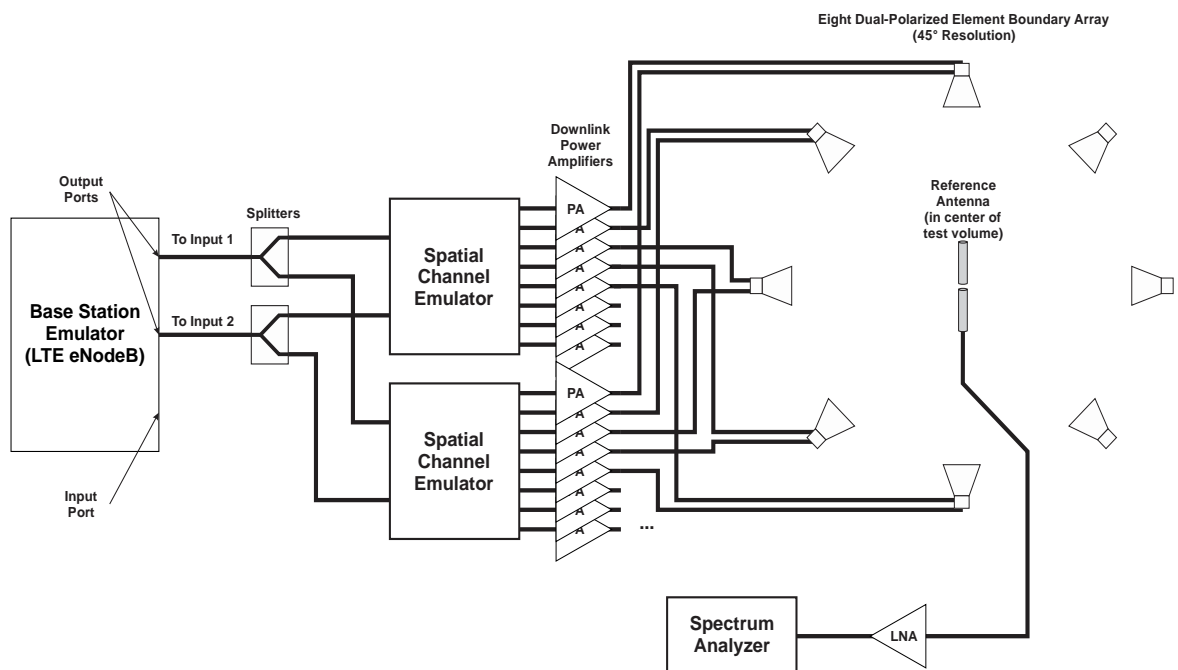 Eight Dual-Polarized Element Boundary Array
(45° Resolution)
Downlink
Power
Amplifiers
Output
Ports
Splitters
Reference
Antenna
(in center of
test volume)
PA
A
A
A
A
A
A
A
To Input 1
Spatial
Channel
Emulator
Base Station
Emulator
(LTE eNodeB)
To Input 2
PA
A
A
A
A
A
A
A
Spatial
Channel
Emulator
Input
Port
...
Spectrum
Analyzer
LNA